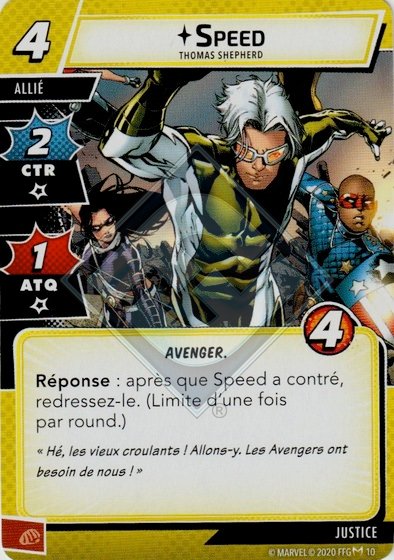 4
SPEED
THOMAS SHEPHERD
ALLIÉ
2
CTR
1
ATQ
4
AVENGER.
Réponse : après que Speed a contré,
redressez-le. (Limite d'une fois
par round.)
« Hé, les vieux croulants ! Allons-y. Les Avengers ont
besoin de nous ! »
®
© MARVEL © 2020 FFG 10
JUSTICE